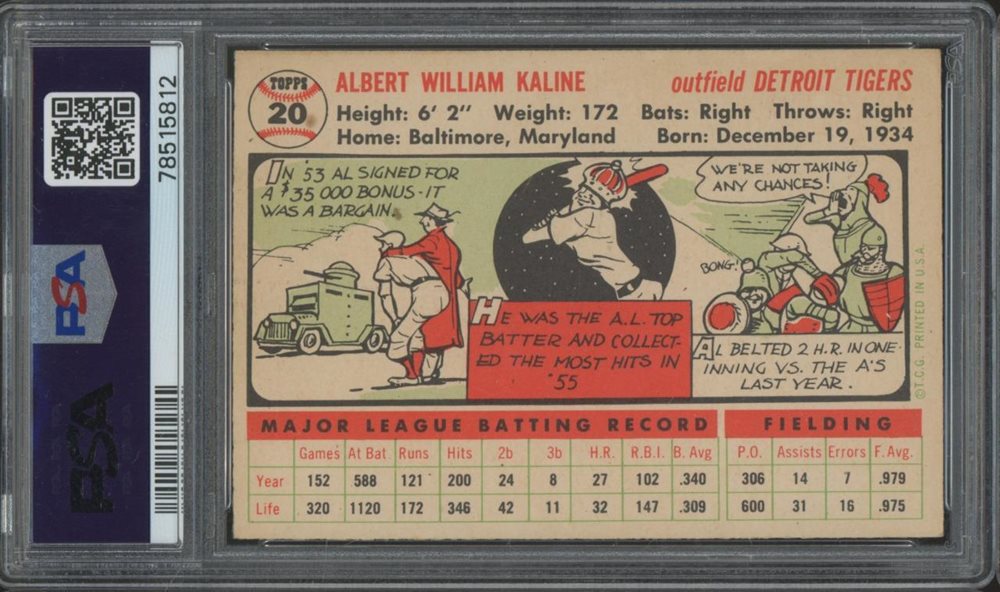 TOPPS
20
ALBERT WILLIAM KALINE
outfield DETROIT TIGERS
Height: 6' 2" Weight: 172 Bats: Right Throws: Right
Home: Baltimore, Maryland Born: December 19, 1934
IN '53 AL SIGNED FOR
A $35000 BONUS-IT
WAS A BARGAIN.
HE WAS THE A.L. TOP
BATTER AND COLLECT-
ED THE MOST HITS IN
'55
WE'RE NOT TAKING
ANY CHANCES!
BONG!
AL BELTED 2 H.R. IN ONE
INNING VS. THE A'S
LAST YEAR.
© T.C.G. PRINTED IN U.S.A.
MAJOR LEAGUE BATTING RECORD FIELDING
Games At Bat Runs Hits 2b 3b H.R. R.B.I. B. Avg P.O. Assists Errors F. Avg.
Year 152 588 121 200 24 8 27 102 .340 306 14 7 .979
Life 320 1120 172 346 42 11 32 147 .309 600 31 16 .975
78515812
PSA
PSA